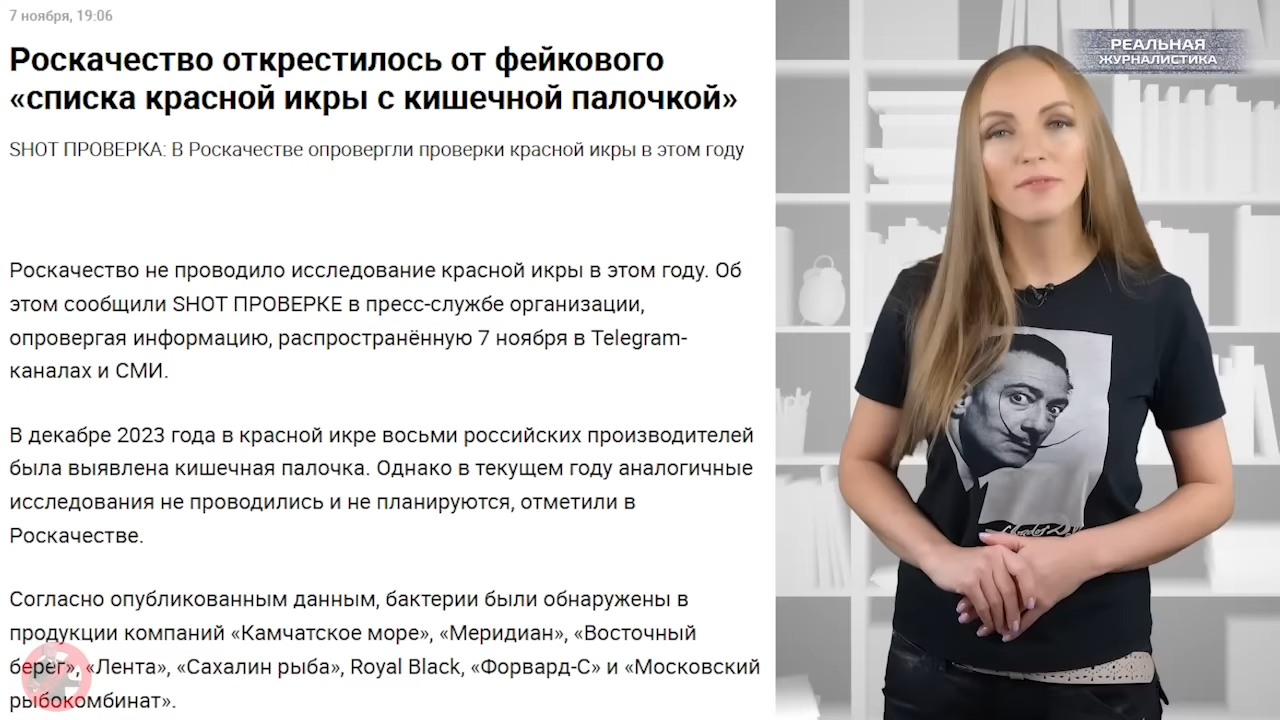 7 ноября, 19:06
Роскачество открестилось от фейкового
«списка красной икры с кишечной палочкой»
SHOT ПРОВЕРКА: В Роскачестве опровергли проверки красной икры в этом году
Роскачество не проводило исследование красной икры в этом году. Об
этом сообщили SHOT ПРОВЕРКЕ в пресс-службе организации,
опровергая информацию, распространённую 7 ноября в Telegram-
каналах и СМИ.
В декабре 2023 года в красной икре восьми российских производителей
была выявлена кишечная палочка. Однако в текущем году аналогичные
исследования не проводились и не планируются, отметили в
Роскачестве.
Согласно опубликованным данным, бактерии были обнаружены в
продукции компаний «Камчатское море», «Меридиан», «Восточный
берег», «Лента», «Сахалин рыба», Royal Black, «Форвард-С» и «Московский
рыбокомбинат».
РЕАЛЬНАЯ
ЖУРНАЛИСТИКА